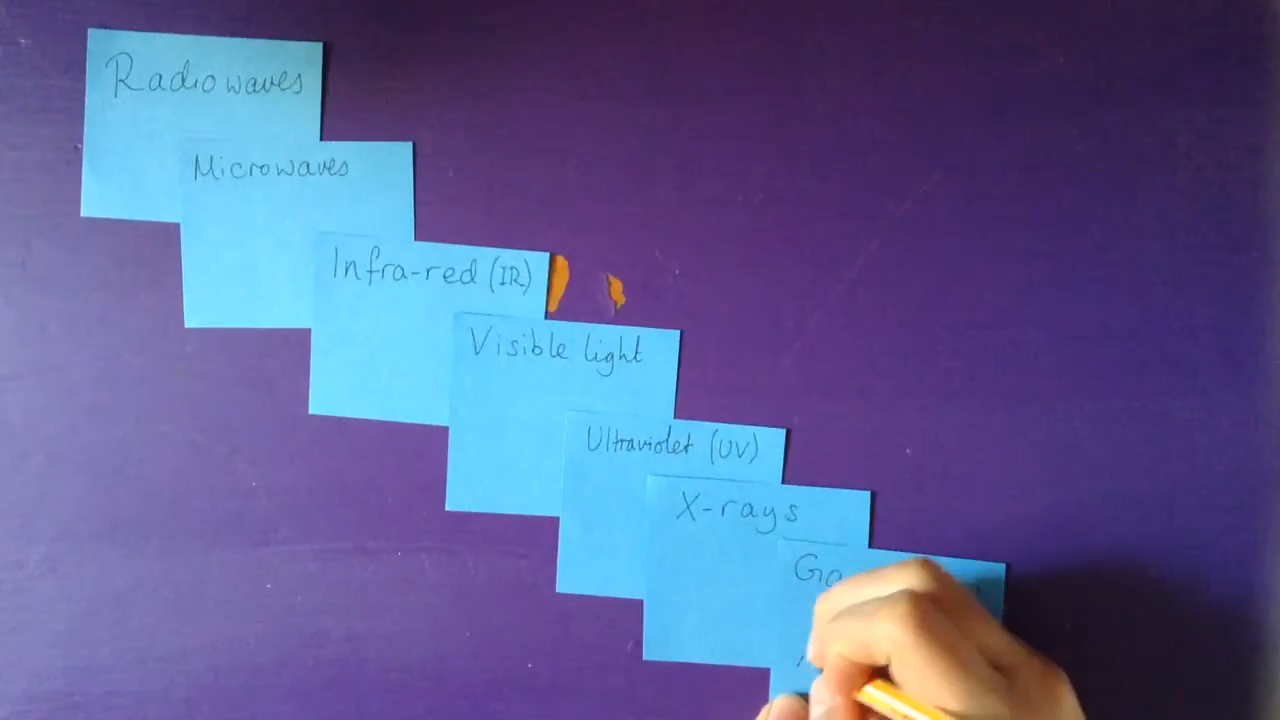 Radiowaves
Microwaves
Infra-red (IR)
Visible light
Ultraviolet (UV)
X-rays